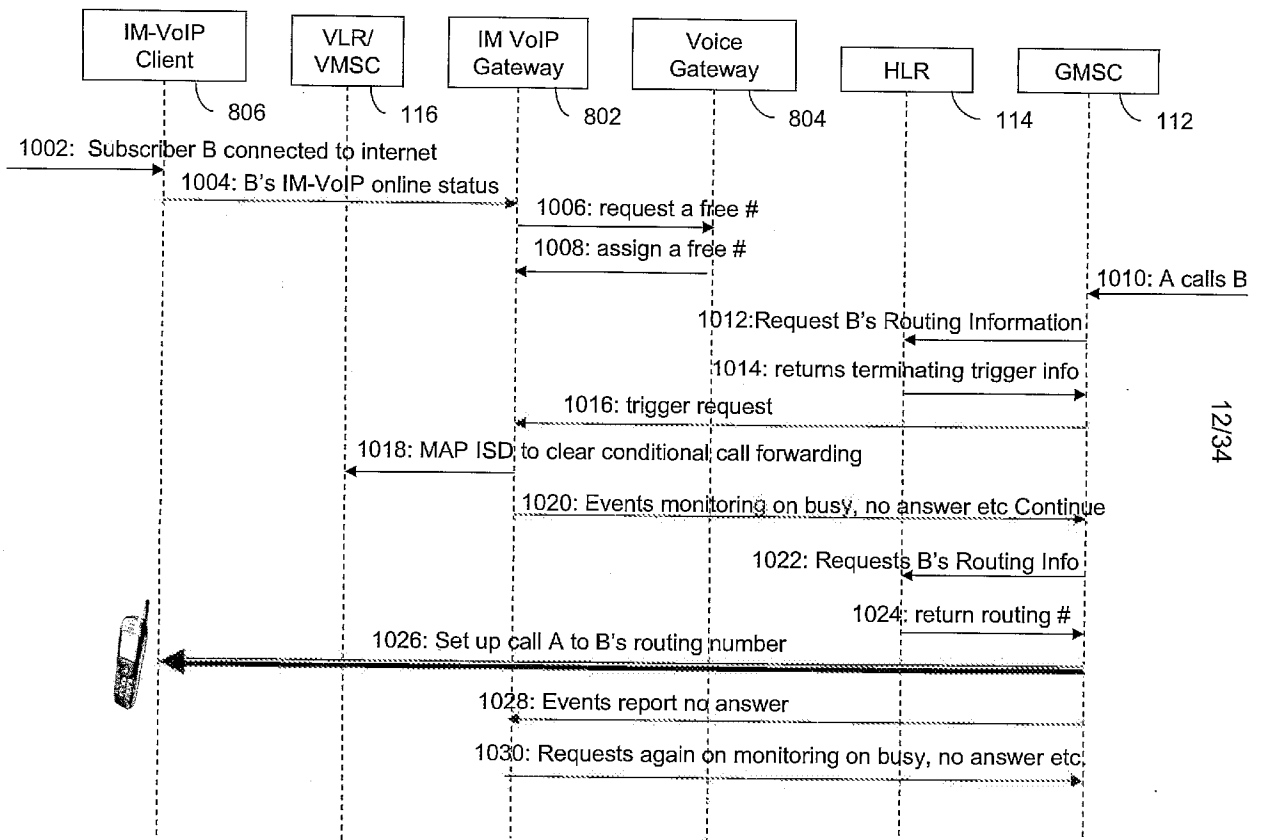 IM-VoIP
Client
VLR/
VMSC
IM VoIP
Gateway
Voice
Gateway
HLR
GMSC
806
116
802
804
114
112
1002: Subscriber B connected to internet
1004: B's IM-VoIP online status
1006: request a free #
1008: assign a free #
1010: A calls B
1012:Request B's Routing Information
1014: returns terminating trigger info
1016: trigger request
1018: MAP ISD to clear conditional call forwarding
1020: Events monitoring on busy, no answer etc Continue
1022: Requests B's Routing Info
1024: return routing #
1026: Set up call A to B's routing number
1028: Events report no answer
1030: Requests again on monitoring on busy, no answer etc.
12/34